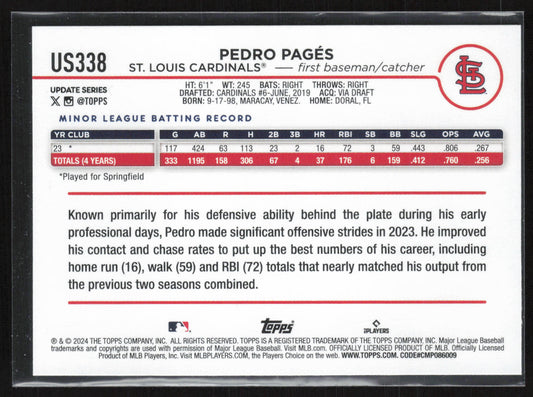 US338
PEDRO PAGÉS
ST. LOUIS CARDINALS® — first baseman/catcher
UPDATE SERIES
@TOPPS
HT: 6'1" WT: 245 BATS: RIGHT THROWS: RIGHT
DRAFTED: CARDINALS #6-JUNE, 2019 ACQ: VIA DRAFT
BORN: 9-17-98, MARACAY, VENEZ. HOME: DORAL, FL
MINOR LEAGUE BATTING RECORD
YR CLUB G AB R H 2B 3B HR RBI SB BB SLG OPS AVG
23 * 117 424 63 113 23 2 16 72 3 59 .443 .806 .267
TOTALS (4 YEARS) 333 1195 158 306 67 4 37 176 6 159 .412 .760 .256
*Played for Springfield
Known primarily for his defensive ability behind the plate during his early
professional days, Pedro made significant offensive strides in 2023. He improved
his contact and chase rates to put up the best numbers of his career, including
home run (16), walk (59) and RBI (72) totals that nearly matched his output from
the previous two seasons combined.
topps
PLAYERS
® & © 2024 THE TOPPS COMPANY, INC. ALL RIGHTS RESERVED. TOPPS IS A REGISTERED TRADEMARK OF THE TOPPS COMPANY, INC. Major League Baseball
trademarks and copyrights are used with permission of Major League Baseball. Visit MLB.com. OFFICIALLY LICENSED PRODUCT OF MLB PLAYERS, INC. Officially Licensed
Product of MLB Players, Inc. Visit MLBPLAYERS.com, the Players Choice on the web. WWW.TOPPS.COM. CODE#CMP086009